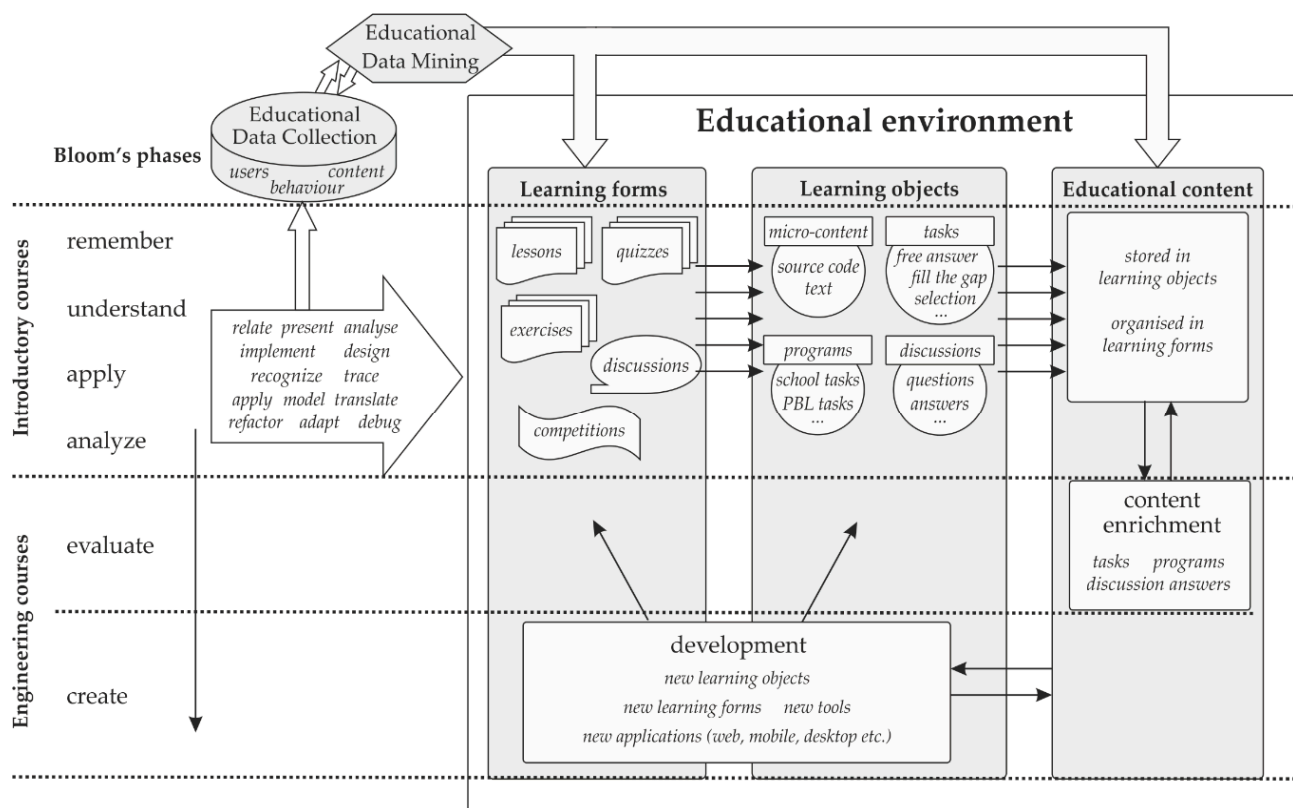 Educational
Data Mining
Educational
Data Collection
users content
behaviour
Educational environment
Bloom's phases
Learning forms
Learning objects
Educational content
Introductory courses
remember
understand
apply
analyze
relate present analyse
implement design
recognize trace
apply model translate
refactor adapt debug
lessons
quizzes
exercises
discussions
competitions
micro-content
source code
text
tasks
free answer
fill the gap
selection
...
programs
school tasks
PBL tasks
...
discussions
questions
answers
...
stored in
learning objects
organised in
learning forms
Engineering courses
evaluate
create
content
enrichment
tasks programs
discussion answers
development
new learning objects
new learning forms new tools
new applications (web, mobile, desktop etc.)